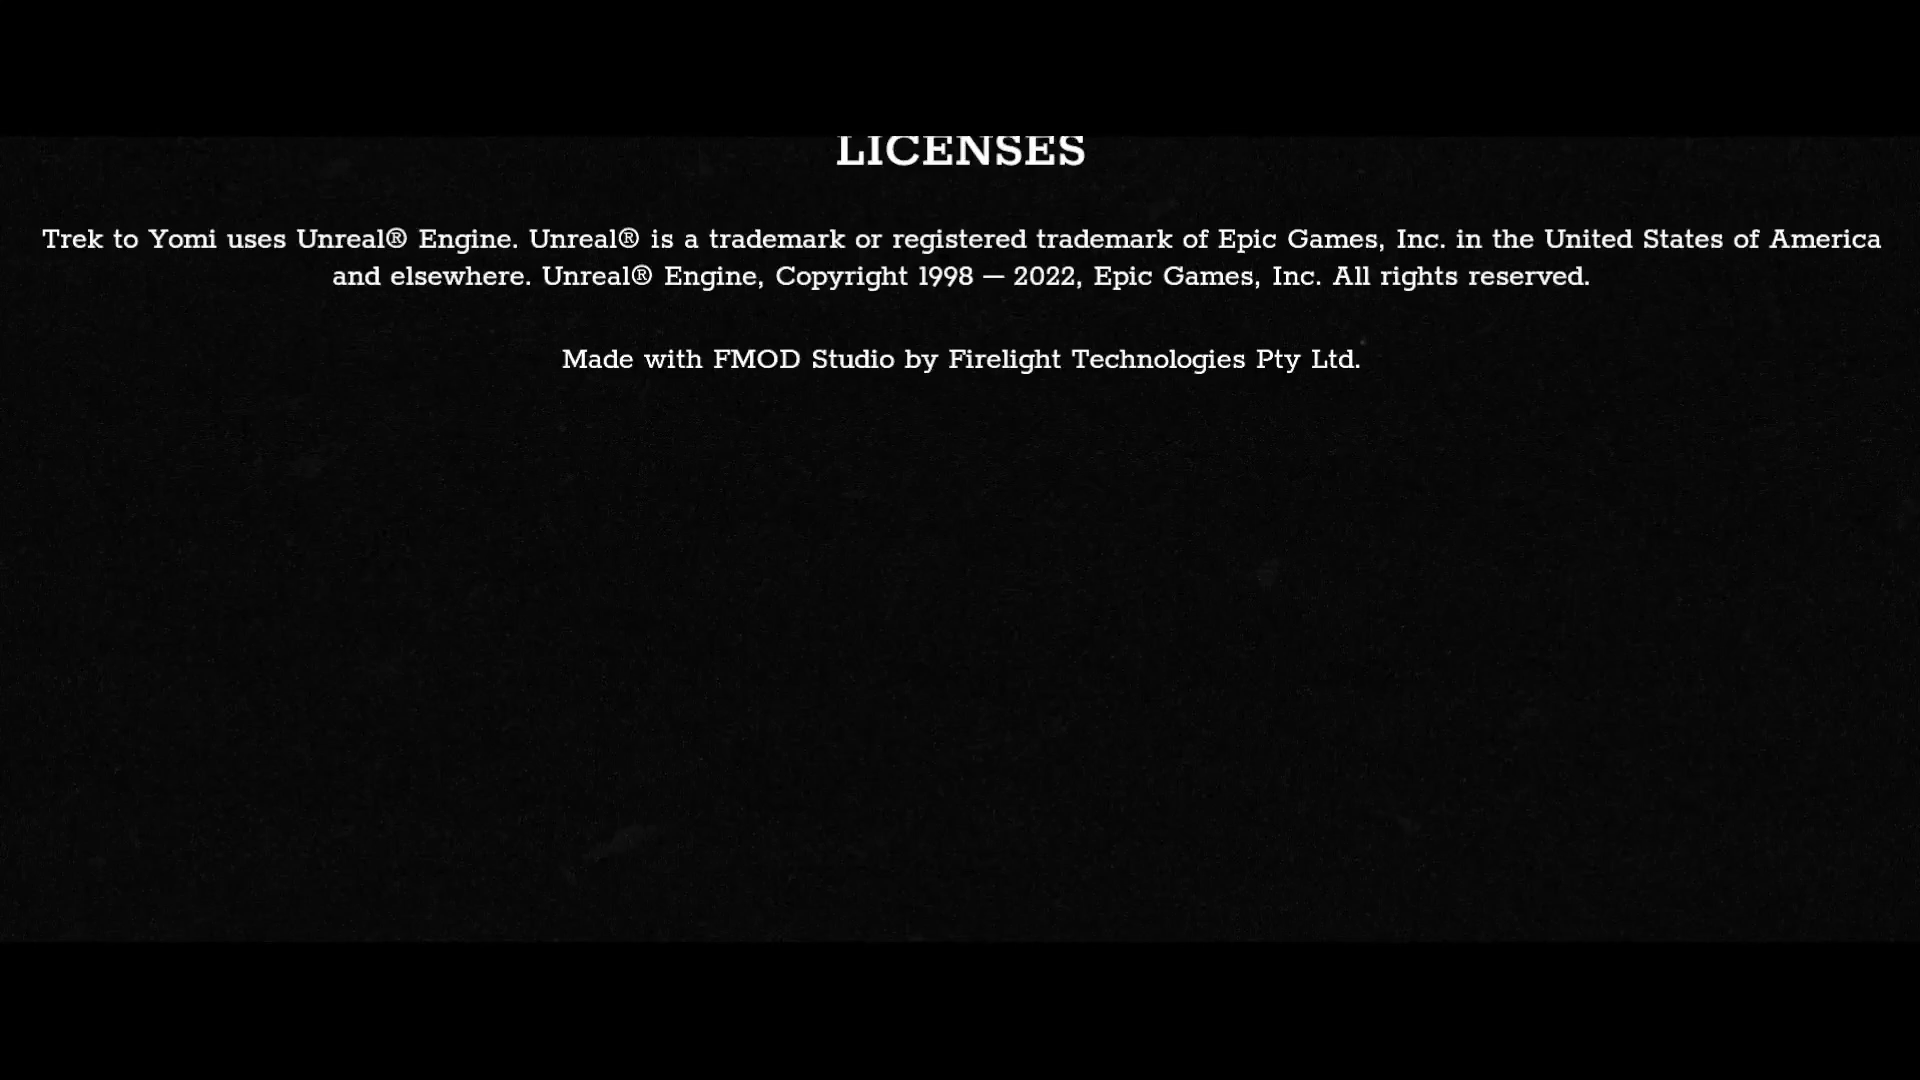 LICENSES
Trek to Yomi uses Unreal® Engine. Unreal® is a trademark or registered trademark of Epic Games, Inc. in the United States of America
and elsewhere. Unreal® Engine, Copyright 1998 — 2022, Epic Games, Inc. All rights reserved.
Made with FMOD Studio by Firelight Technologies Pty Ltd.